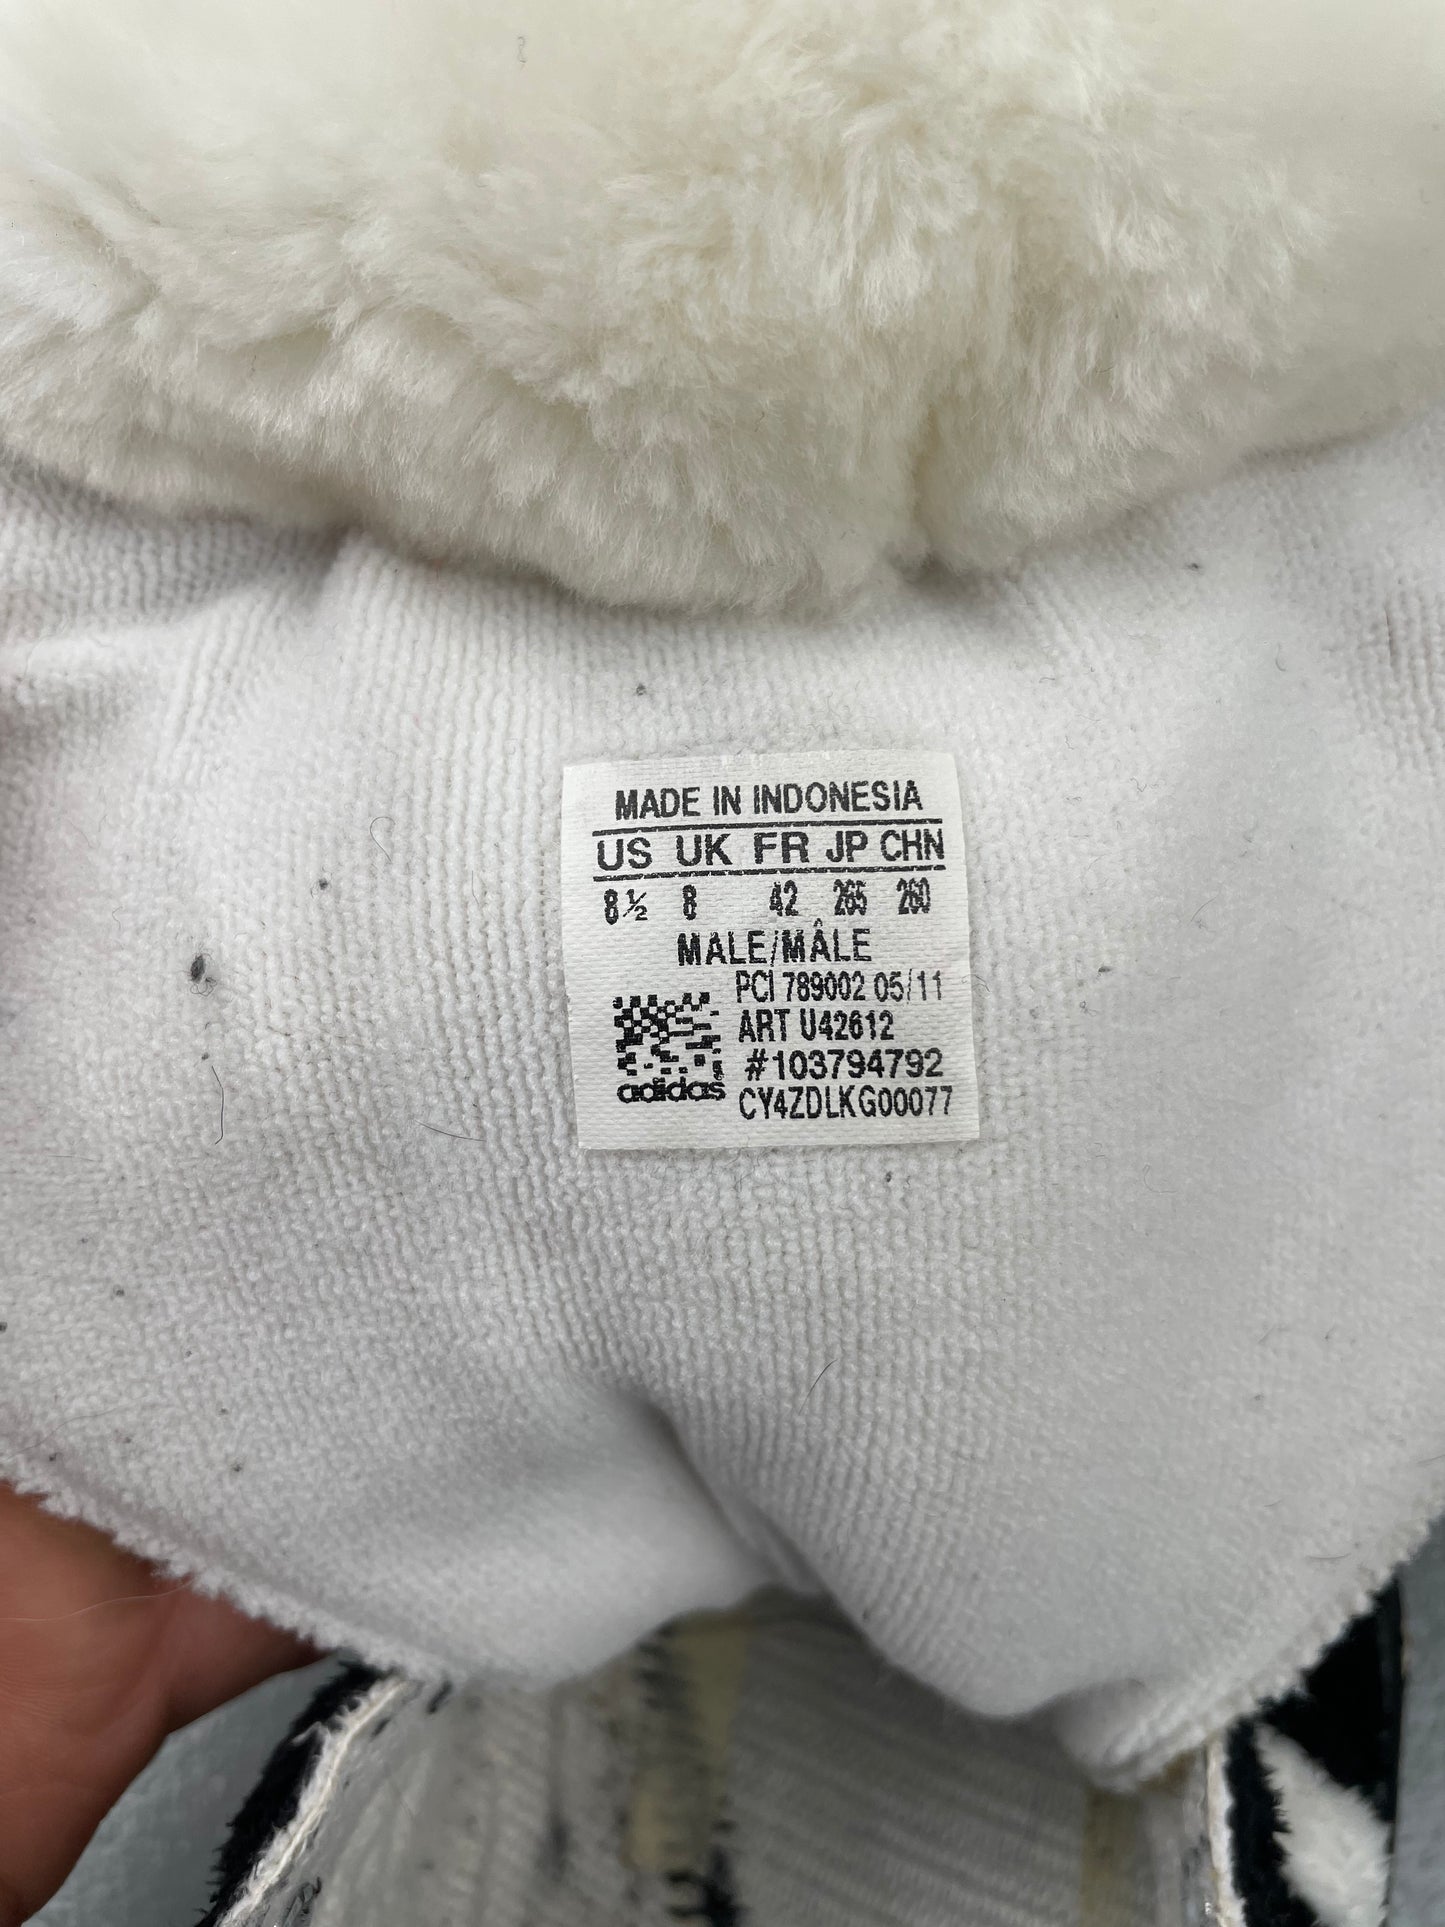 MADE IN INDONESIA
US UK FR JP CHN
8½ 8 42 265 260
MALE/MÂLE
PCI 789002 05/11
ART U42612
#103794792
adidas CY4ZDLKG00077